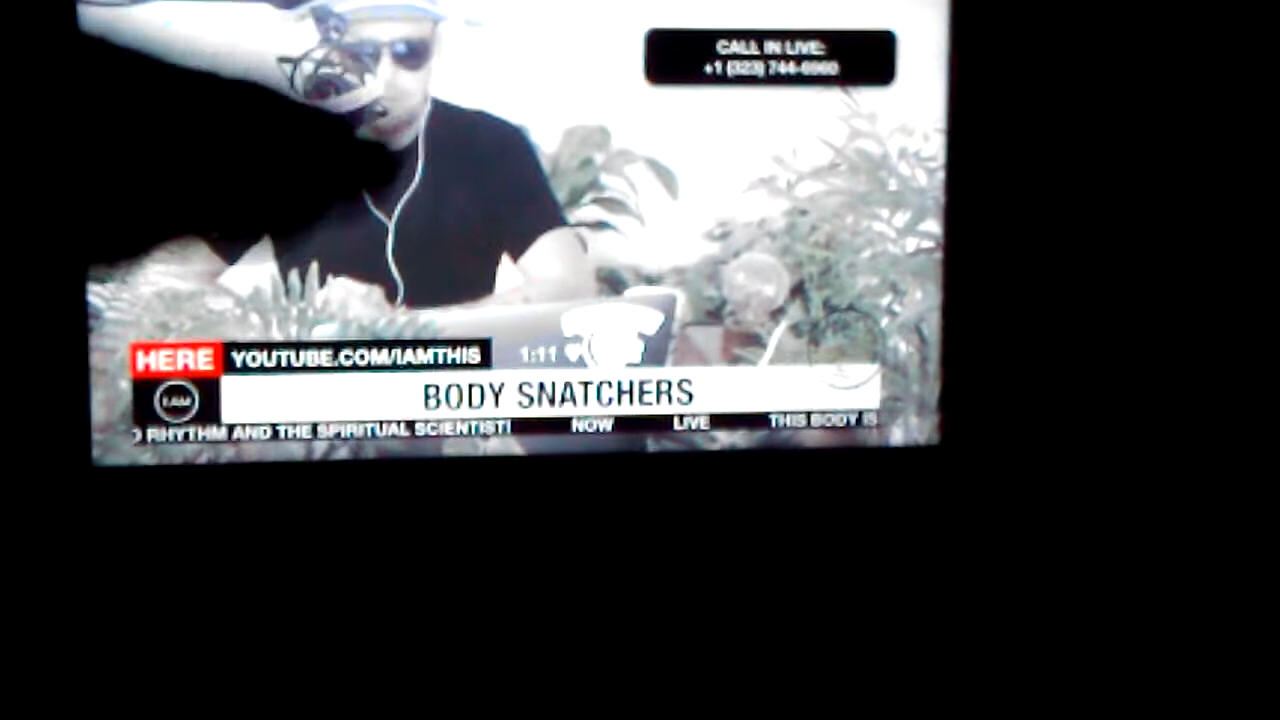 CALL IN LIVE:
+1 (323) 744-
HERE YOUTUBE.COM/IAMTHIS 1:11
I AM
BODY SNATCHERS
RHYTHM AND THE SPIRITUAL SCIENTIST! NOW LIVE THIS BODY IS